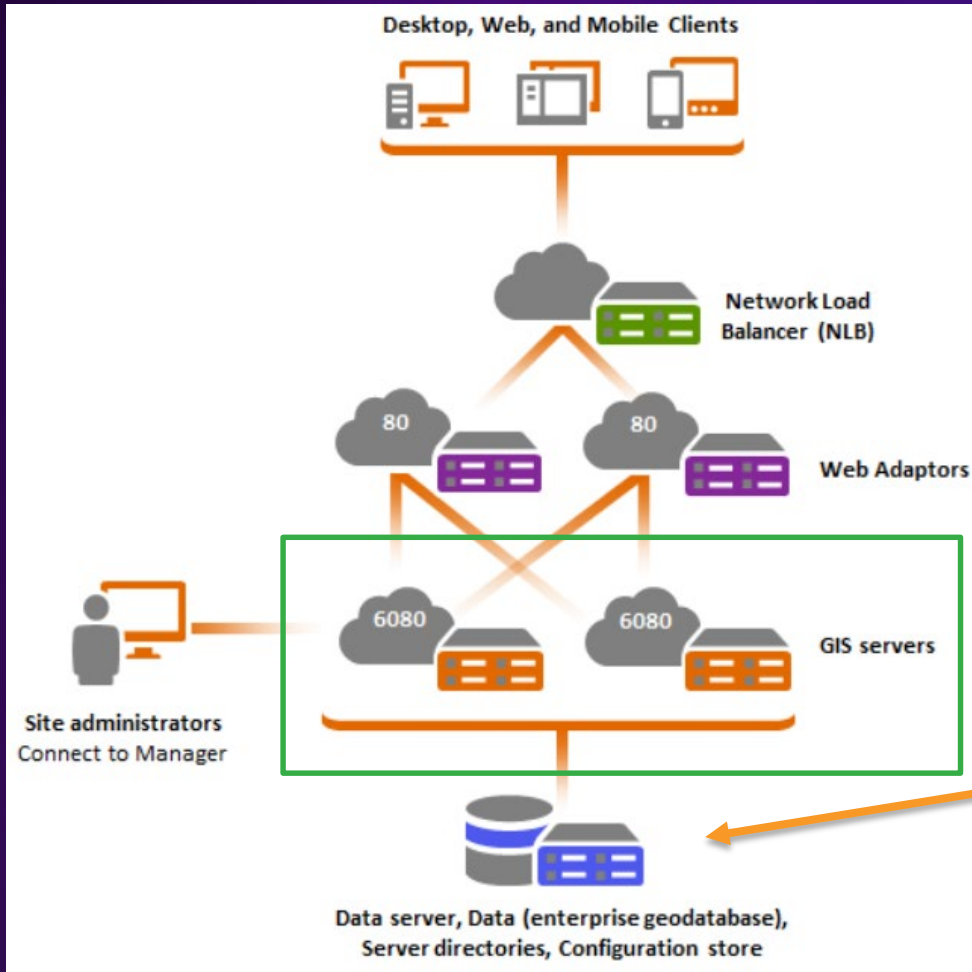 Desktop, Web, and Mobile Clients
Network Load
Balancer (NLB)
80
80
Web Adaptors
6080
6080
GIS servers
Site administrators
Connect to Manager
Data server, Data (enterprise geodatabase),
Server directories, Configuration store